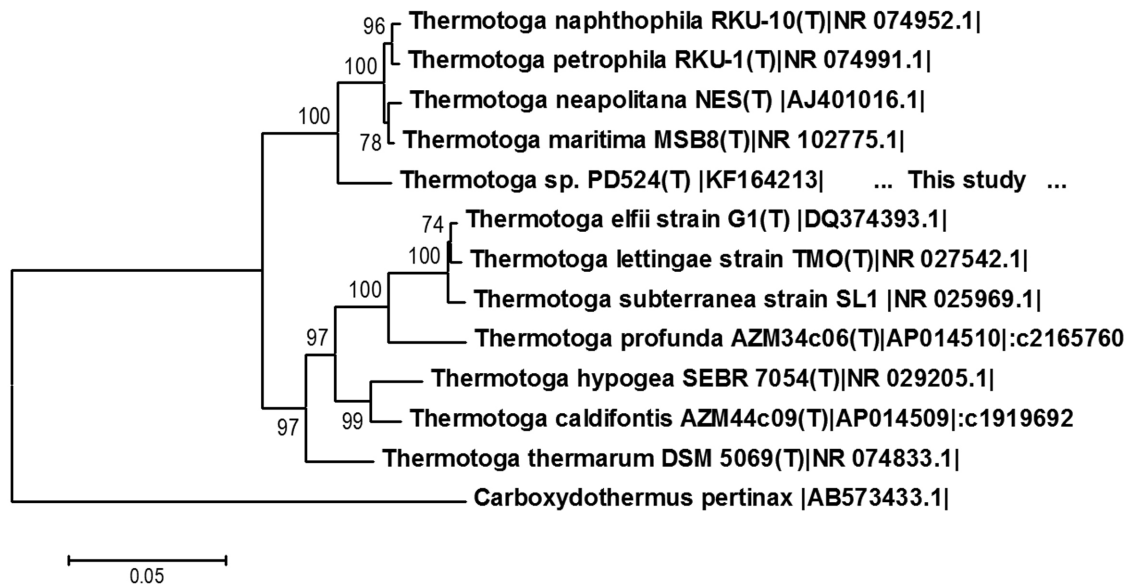 96
Thermotoga naphthophila RKU-10(T)|NR 074952.1|
Thermotoga petrophila RKU-1(T)|NR 074991.1|
100
Thermotoga neapolitana NES(T) |AJ401016.1|
100
78
Thermotoga maritima MSB8(T)|NR 102775.1|
Thermotoga sp. PD524(T) |KF164213| ... This study ...
74
Thermotoga elfii strain G1(T) |DQ374393.1|
100
Thermotoga lettingae strain TMO(T)|NR 027542.1|
100
Thermotoga subterranea strain SL1 |NR 025969.1|
97
Thermotoga profunda AZM34c06(T)|AP014510|:c2165760
Thermotoga hypogea SEBR 7054(T)|NR 029205.1|
99
Thermotoga caldifontis AZM44c09(T)|AP014509|:c1919692
97
Thermotoga thermarum DSM 5069(T)|NR 074833.1|
Carboxydothermus pertinax |AB573433.1|
0.05